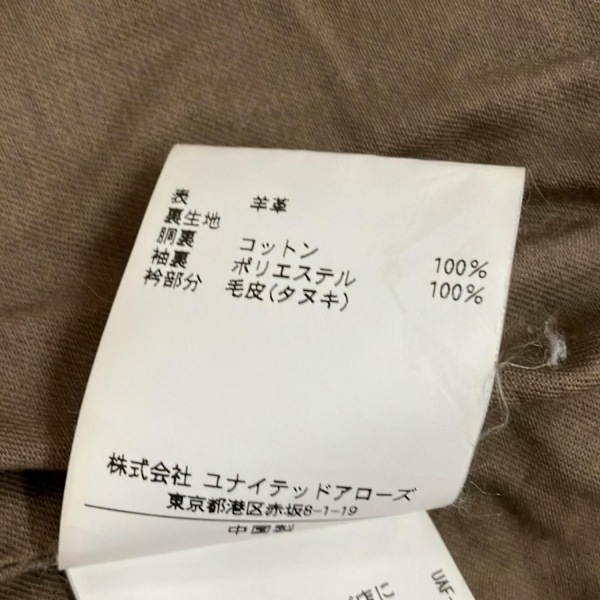 表 羊革
裏生地
胴裏 コットン 100%
袖裏 ポリエステル 100%
衿部分 毛皮(タヌキ)
株式会社 ユナイテッドアローズ
東京都港区赤坂8-1-19
中国製
店に
UAF-